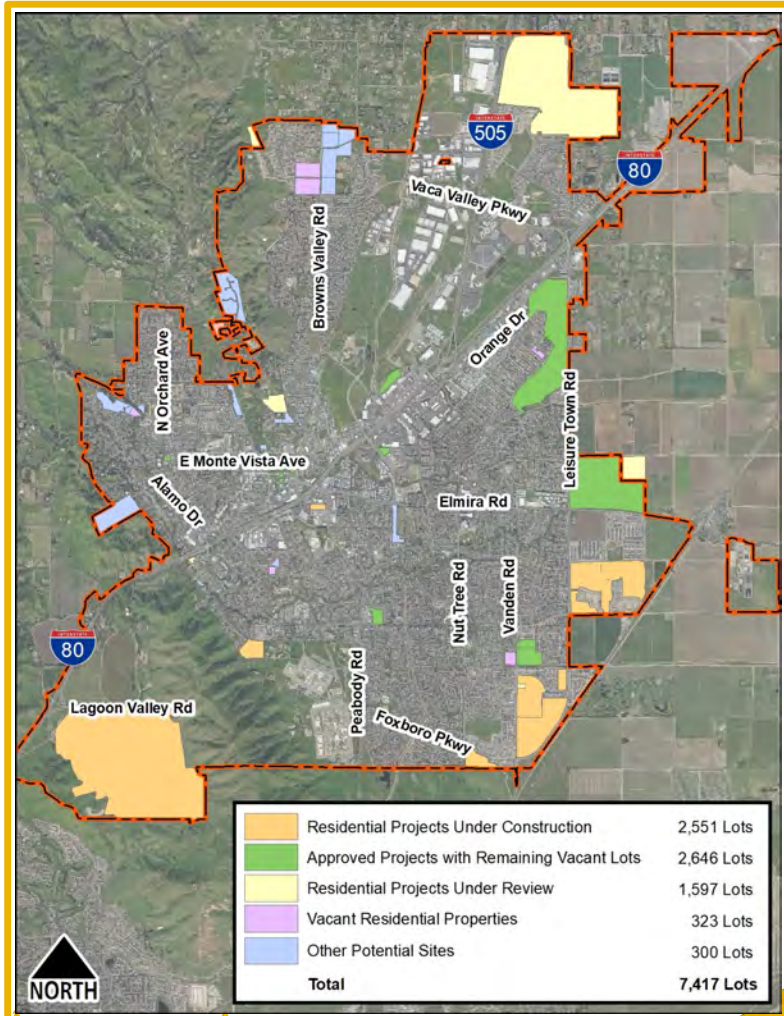 INTERSTATE
505
INTERSTATE
80
Vaca Valley Pkwy
Browns Valley Rd
Orange Dr
N Orchard Ave
Leisure Town Rd
E Monte Vista Ave
Alamo Dr
Elmira Rd
Nut Tree Rd
Vanden Rd
INTERSTATE
80
Peabody Rd
Lagoon Valley Rd
Foxboro Pkwy
Residential Projects Under Construction 2,551 Lots
Approved Projects with Remaining Vacant Lots 2,646 Lots
Residential Projects Under Review 1,597 Lots
Vacant Residential Properties 323 Lots
Other Potential Sites 300 Lots
Total 7,417 Lots
NORTH